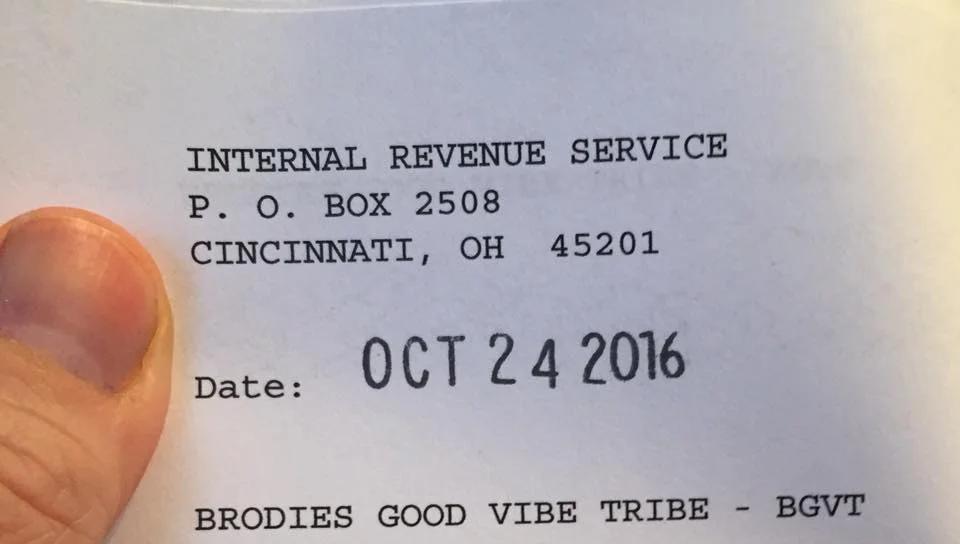 INTERNAL REVENUE SERVICE
P. O. BOX 2508
CINCINNATI, OH  45201
Date: OCT 24 2016
BRODIES GOOD VIBE TRIBE - BGVT